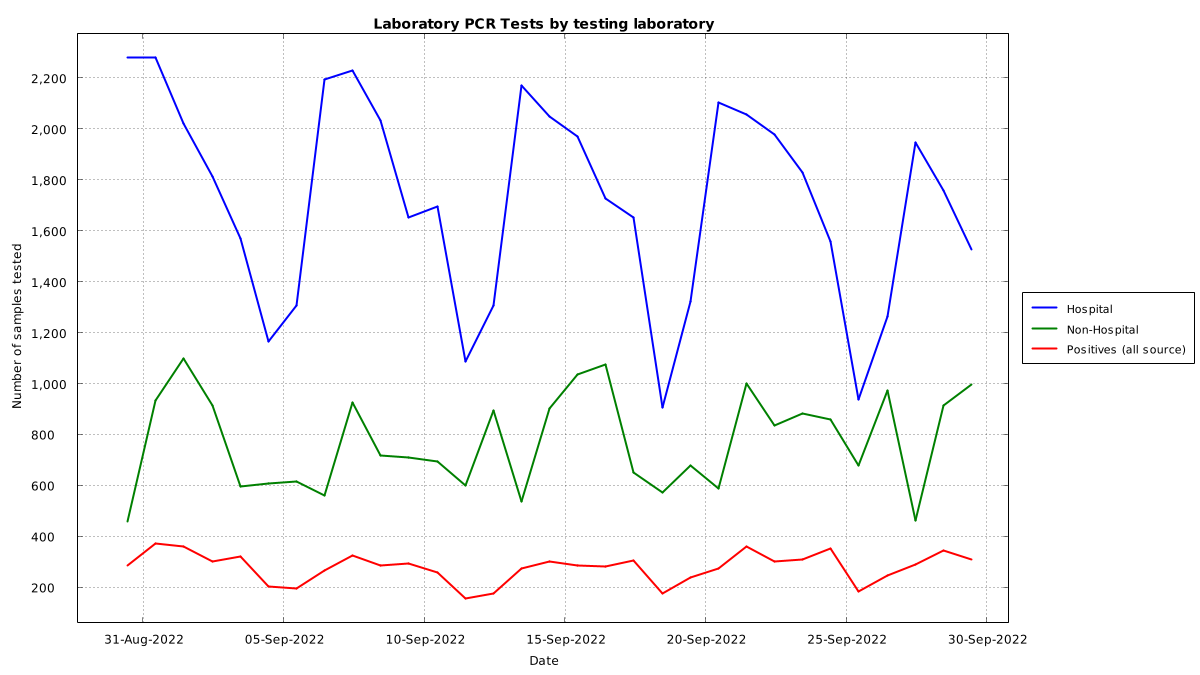 Laboratory PCR Tests by testing laboratory
2,200
2,000
1,800
1,600
1,400
1,200
1,000
800
600
400
200
Number of samples tested
31-Aug-2022
05-Sep-2022
10-Sep-2022
15-Sep-2022
20-Sep-2022
25-Sep-2022
30-Sep-2022
Date
Hospital
Non-Hospital
Positives (all source)